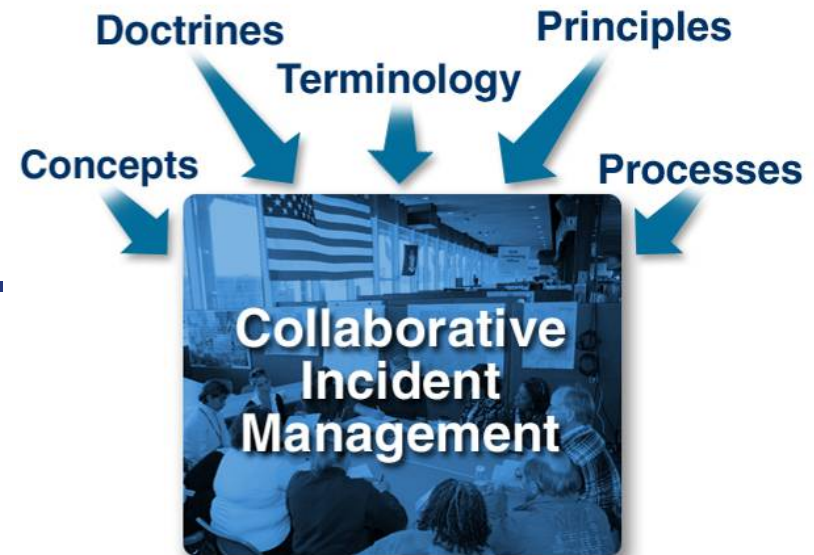 Doctrines
Principles
Terminology
Concepts
Processes
Collaborative
Incident
Management